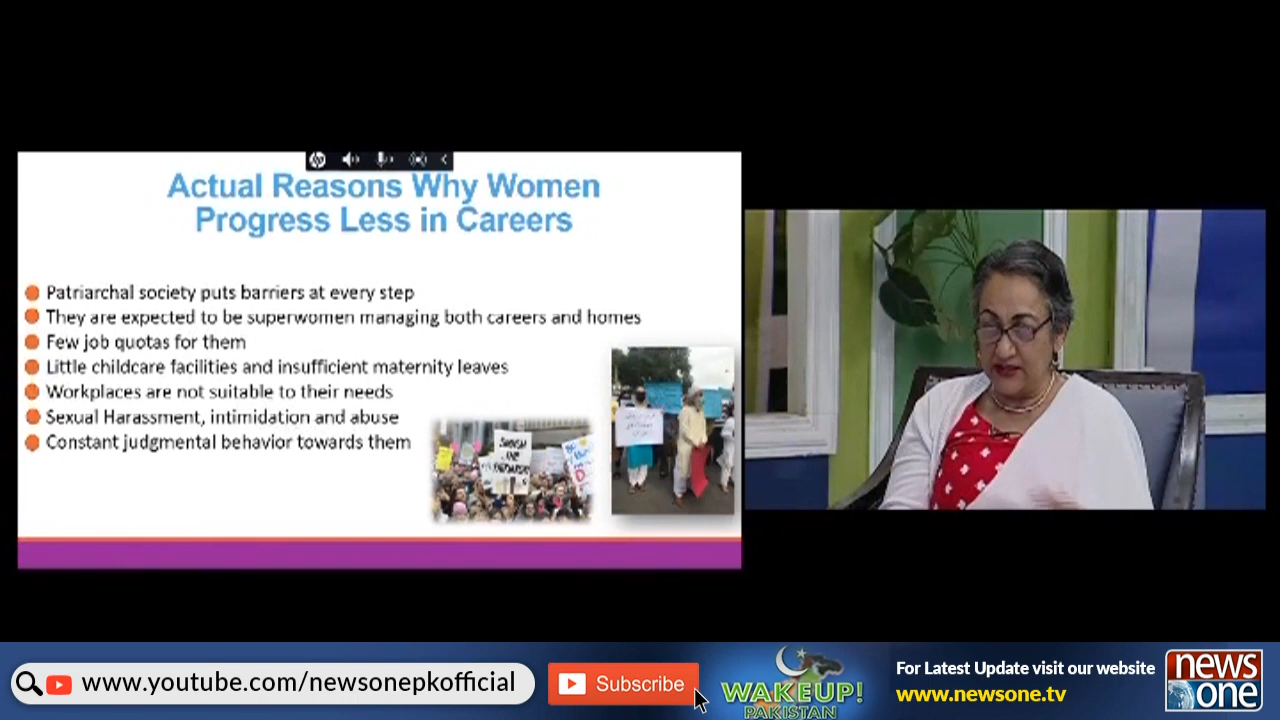 Actual Reasons Why Women
Progress Less in Careers
Patriarchal society puts barriers at every step
They are expected to be superwomen managing both careers and homes
Few job quotas for them
Little childcare facilities and insufficient maternity leaves
Workplaces are not suitable to their needs
Sexual Harassment, intimidation and abuse
Constant judgmental behavior towards them
www.youtube.com/newsonepkofficial
Subscribe
WAKEUP!
PAKISTAN
For Latest Update visit our website
www.newsone.tv
news
one